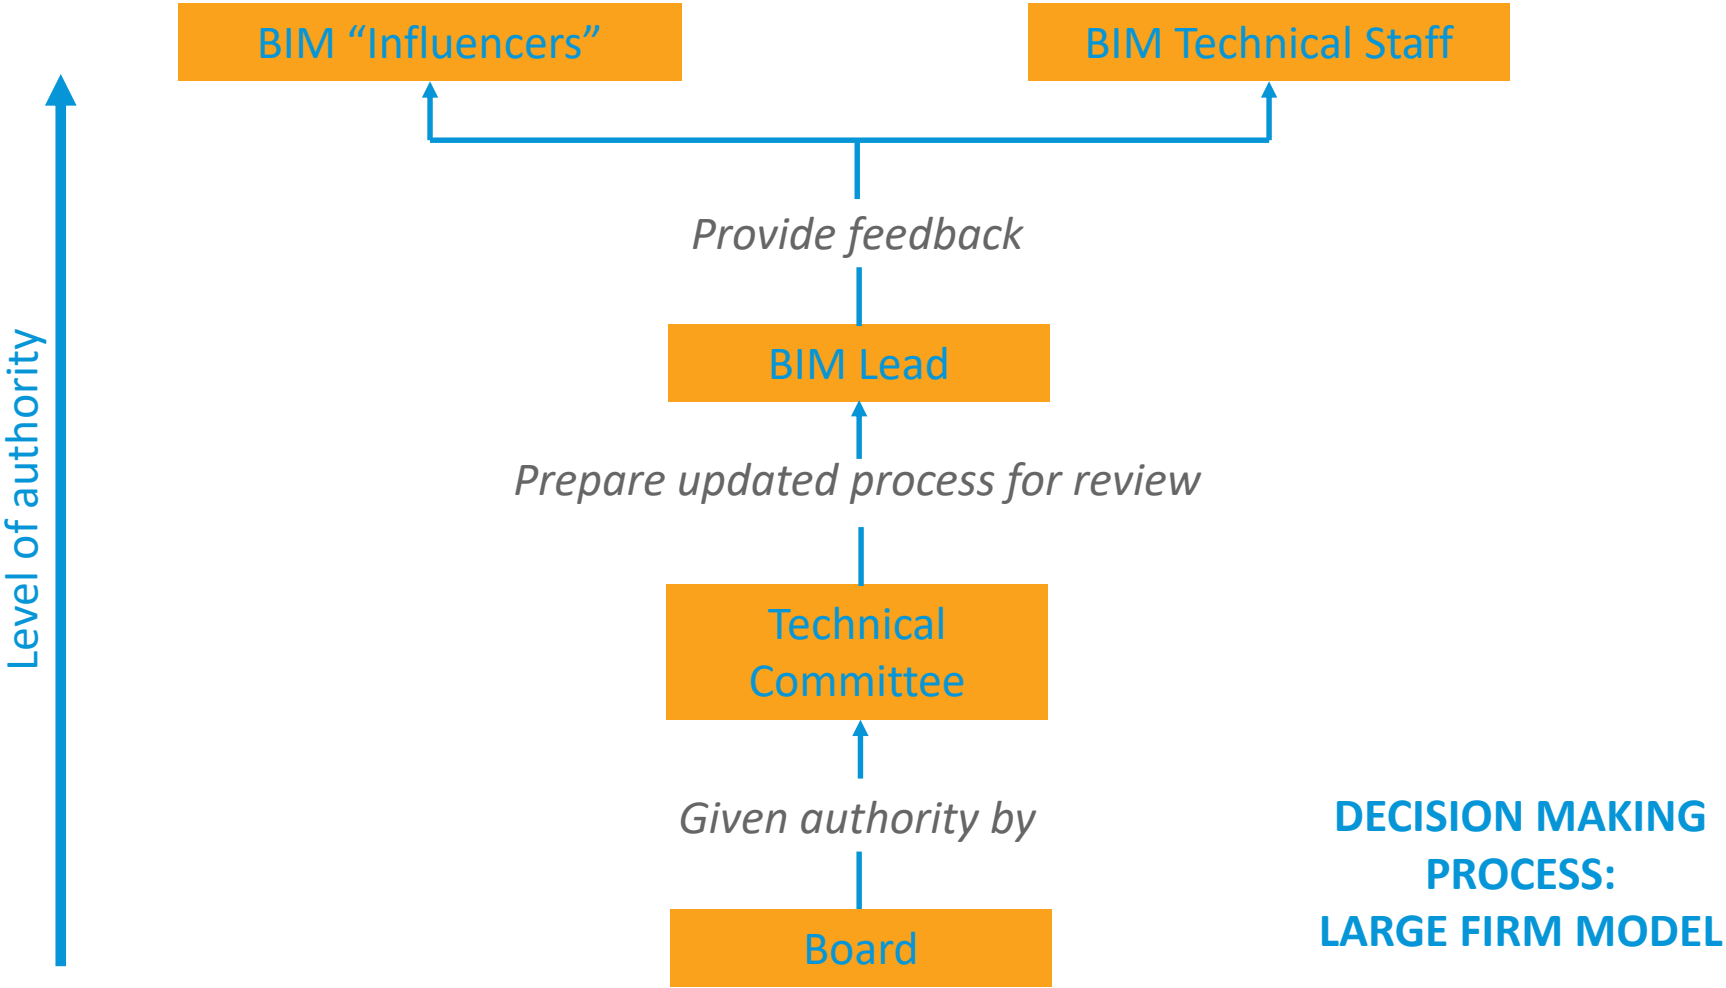 BIM “Influencers”
BIM Technical Staff
Provide feedback
BIM Lead
Level of authority
Prepare updated process for review
Technical
Committee
Given authority by
DECISION MAKING
PROCESS:
LARGE FIRM MODEL
Board